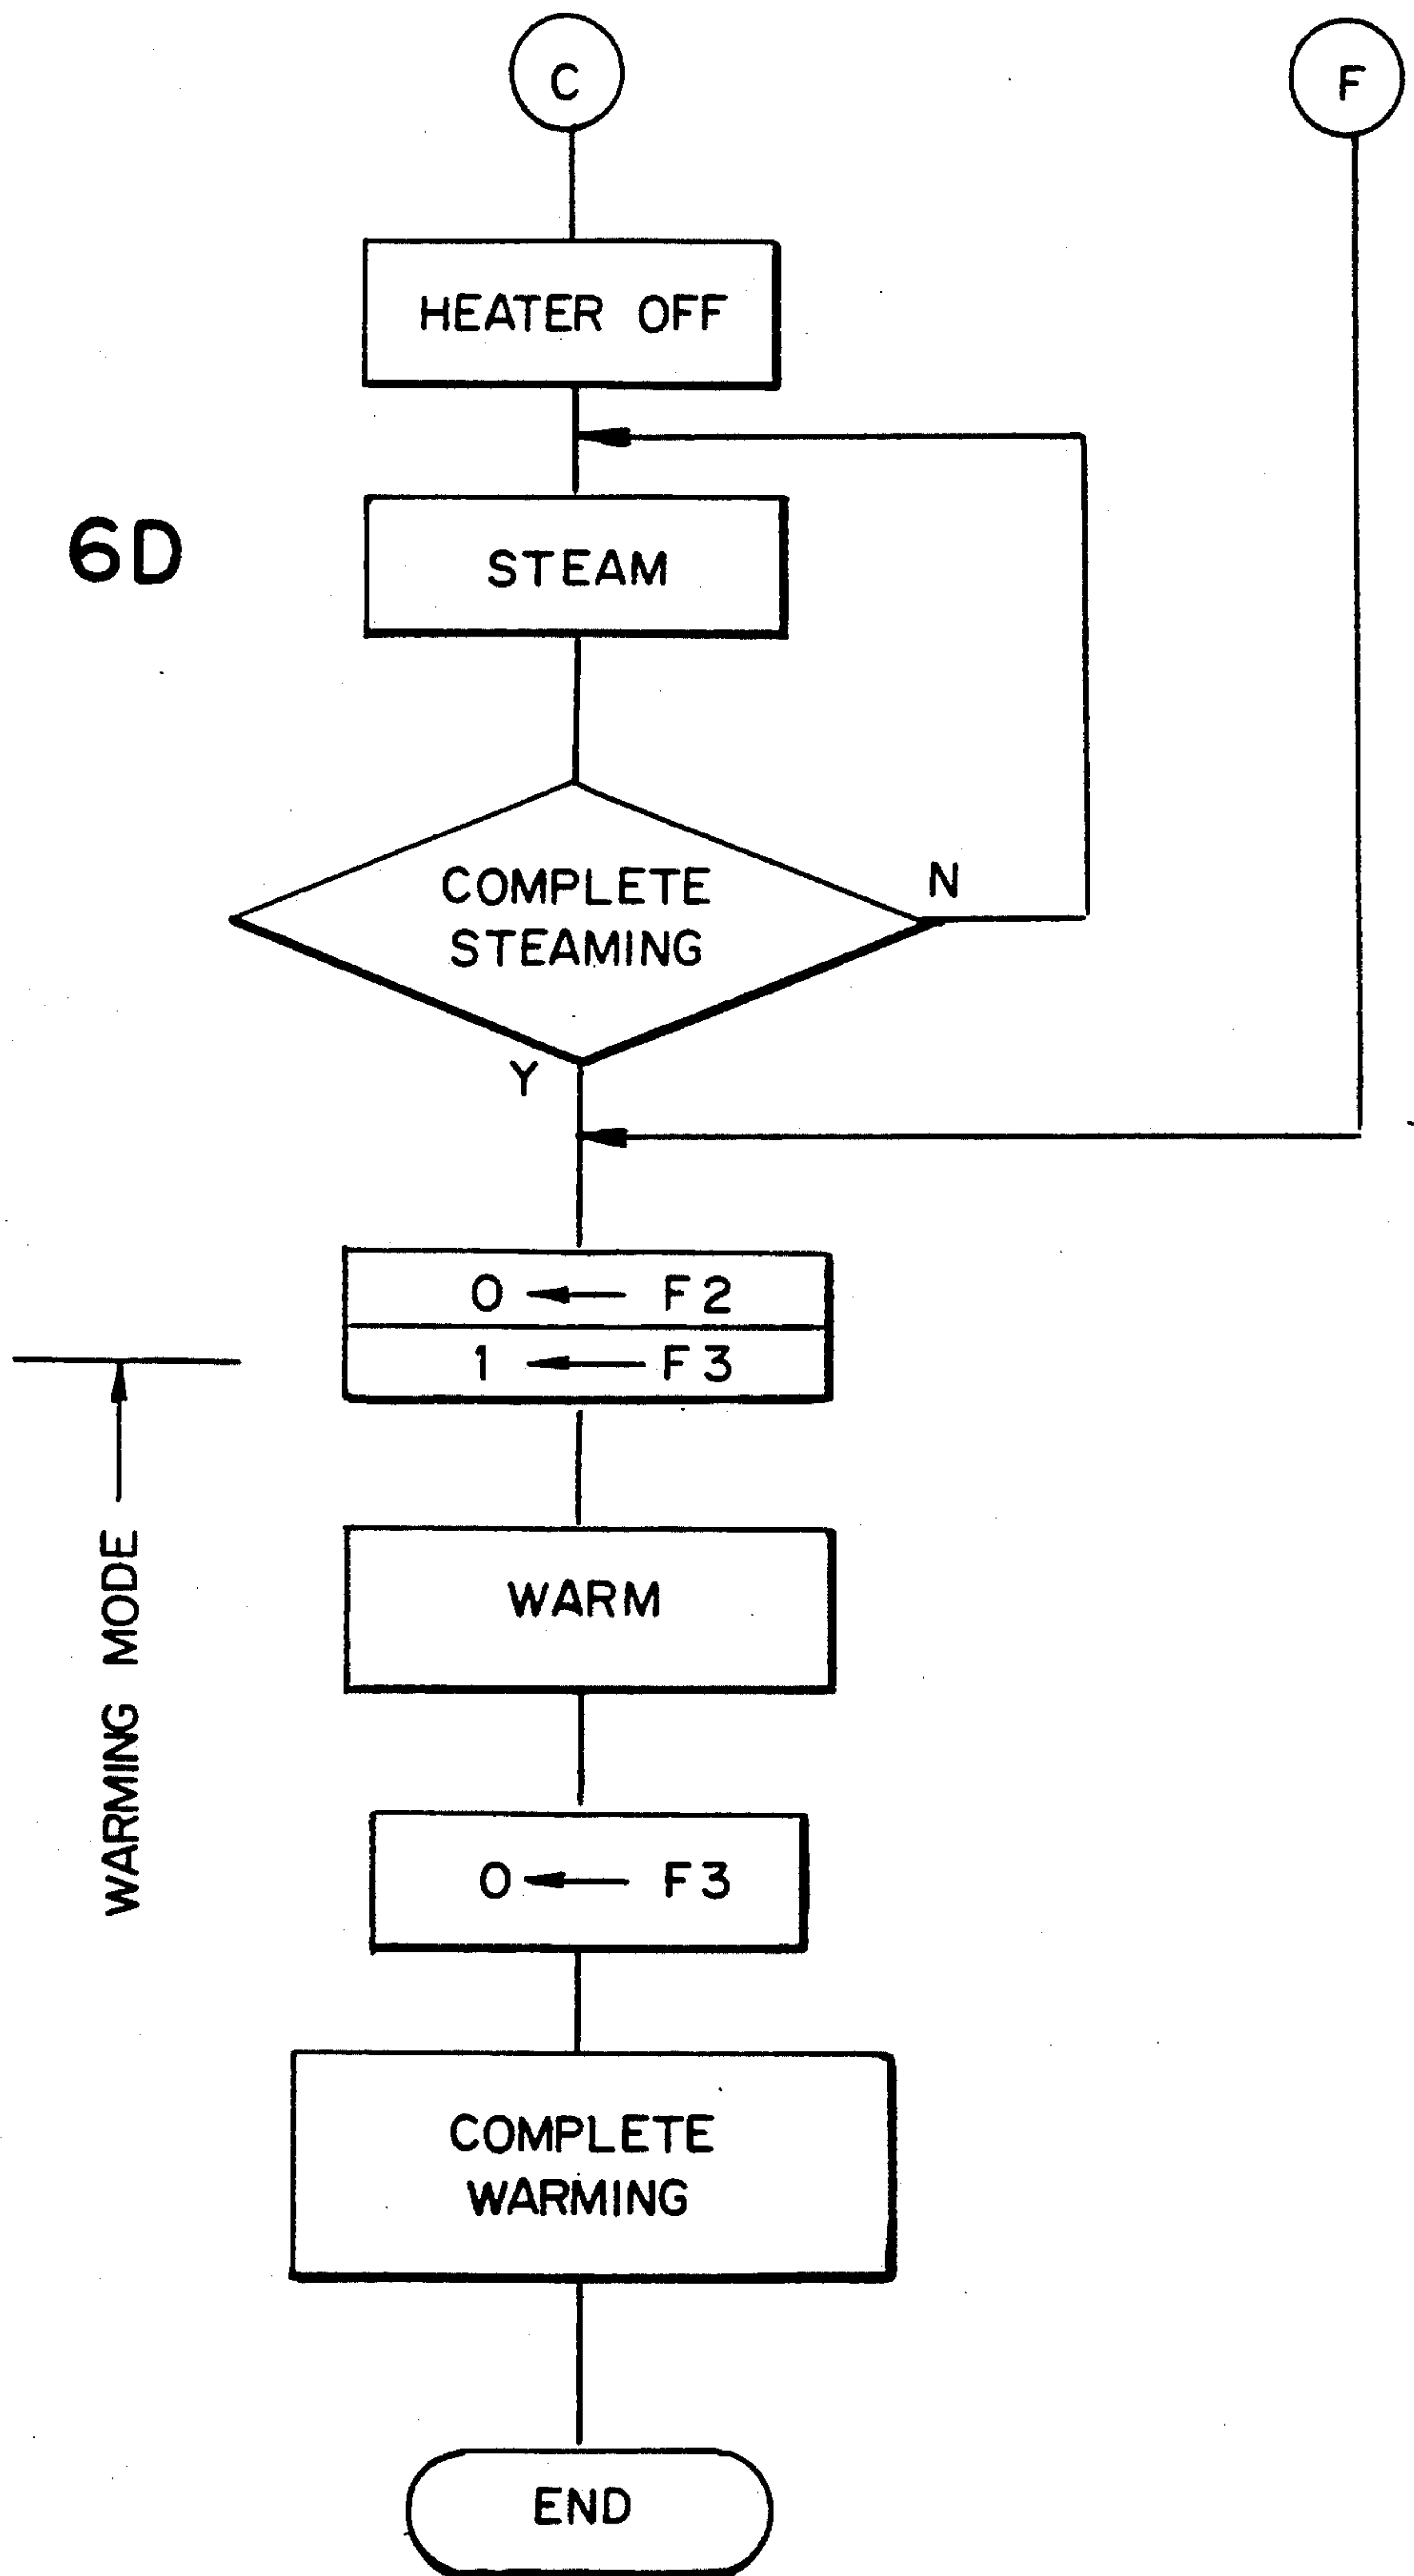 C
F
HEATER OFF
6D
STEAM
COMPLETE
STEAMING
N
Y
0 ← F2
1 ← F3
WARMING MODE
WARM
0 ← F3
COMPLETE
WARMING
END